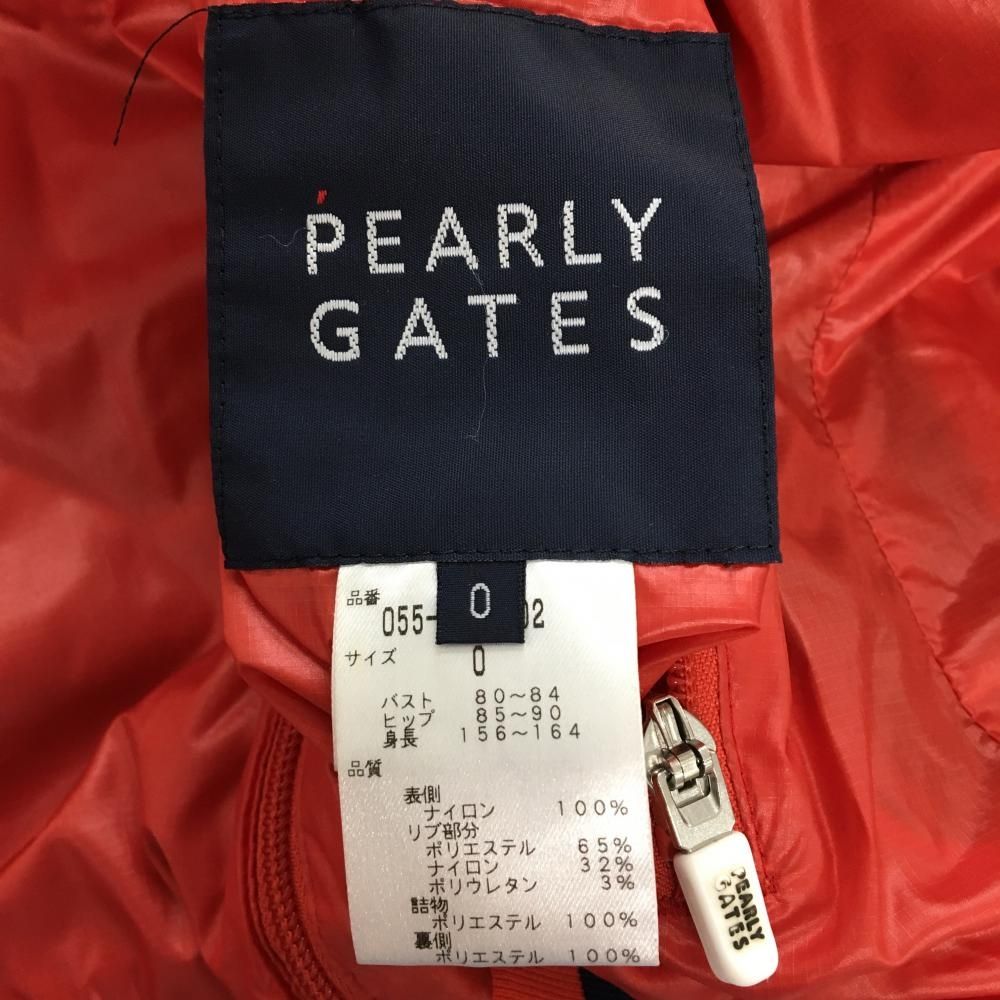 PEARLY
GATES
0
品番
055- 02
サイズ 0
バスト 80～84
ヒップ 85～90
身長 156～164
品質
表側
ナイロン 100%
リブ部分
ポリエステル 65%
ナイロン 32%
ポリウレタン 3%
詰物
ポリエステル 100%
裏側
ポリエステル 100%
PEARLY
GATES